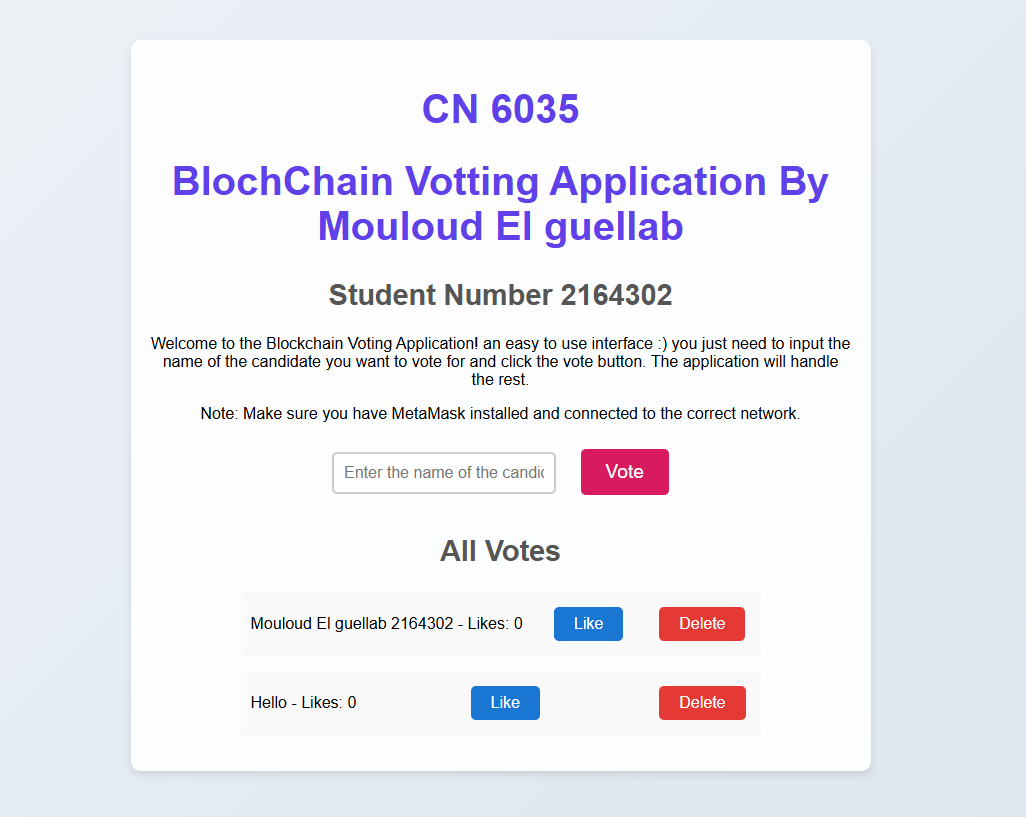 CN 6035
BlochChain Votting Application By
Mouloud El guellab
Student Number 2164302
Welcome to the Blockchain Voting Application! an easy to use interface :) you just need to input the
name of the candidate you want to vote for and click the vote button. The application will handle
the rest.
Note: Make sure you have MetaMask installed and connected to the correct network.
Enter the name of the candic Vote
All Votes
Mouloud El guellab 2164302 - Likes: 0 Like Delete
Hello - Likes: 0 Like Delete